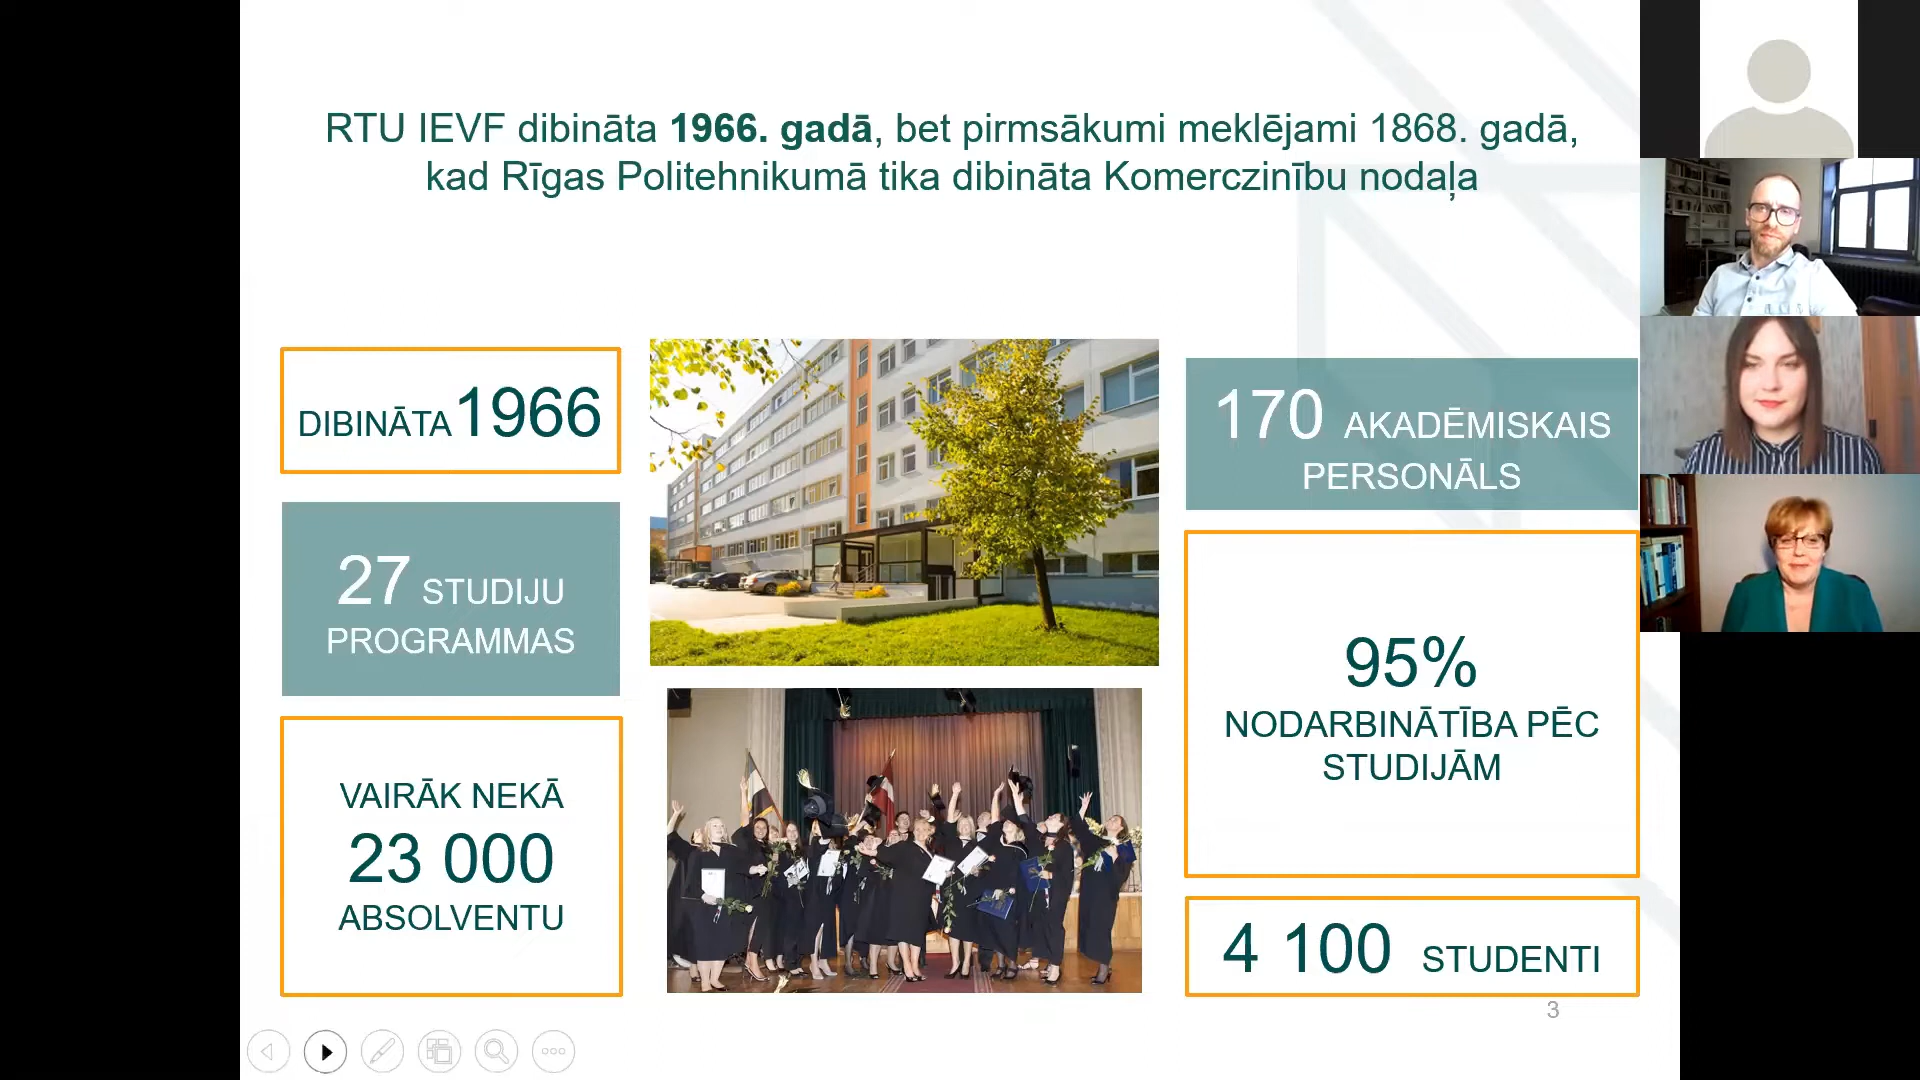 RTU IEVF dibināta 1966. gadā, bet pirmsākumi meklējami 1868. gadā,
kad Rīgas Politehnikumā tika dibināta Komerczinību nodaļa
DIBINĀTA 1966
27 STUDIJU
PROGRAMMAS
VAIRĀK NEKĀ
23 000
ABSOLVENTU
170 AKADĒMISKAIS
PERSONĀLS
95%
NODARBINĀTĪBA PĒC
STUDIJĀM
4 100 STUDENTI
3